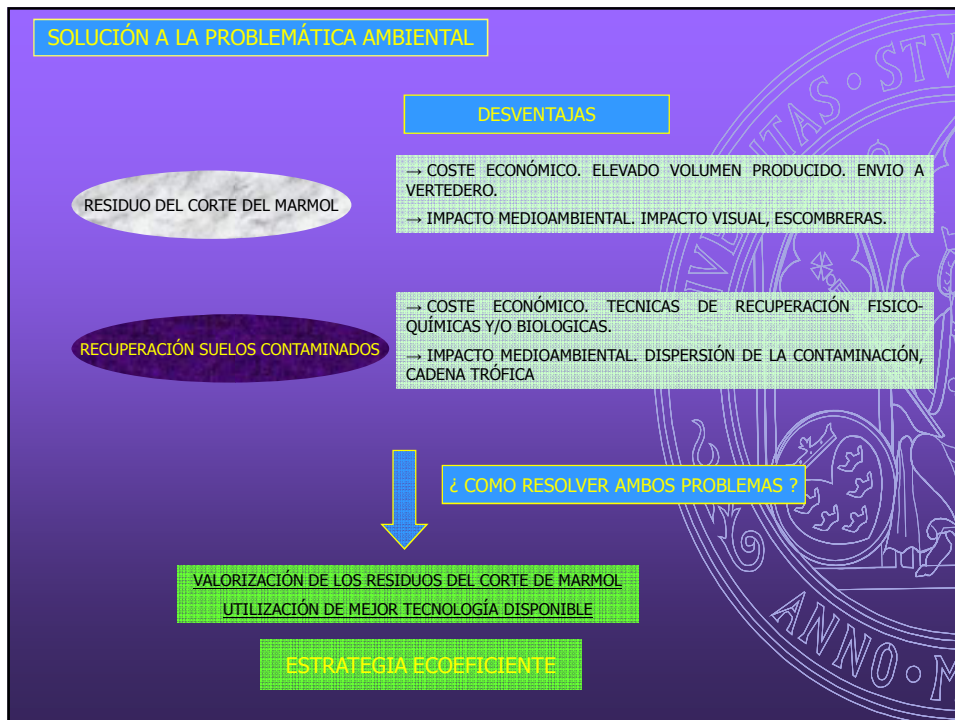 SOLUCIÓN A LA PROBLEMÁTICA AMBIENTAL
DESVENTAJAS
RESIDUO DEL CORTE DEL MARMOL
→ COSTE ECONÓMICO. ELEVADO VOLUMEN PRODUCIDO. ENVIO A
VERTEDERO.
→ IMPACTO MEDIOAMBIENTAL. IMPACTO VISUAL, ESCOMBRERAS.
RECUPERACIÓN SUELOS CONTAMINADOS
→ COSTE ECONÓMICO. TECNICAS DE RECUPERACIÓN FISICO-
QUÍMICAS Y/O BIOLOGICAS.
→ IMPACTO MEDIOAMBIENTAL. DISPERSIÓN DE LA CONTAMINACIÓN,
CADENA TRÓFICA
¿ COMO RESOLVER AMBOS PROBLEMAS ?
VALORIZACIÓN DE LOS RESIDUOS DEL CORTE DE MARMOL
UTILIZACIÓN DE MEJOR TECNOLOGÍA DISPONIBLE
ESTRATEGIA ECOEFICIENTE
ANNO • M